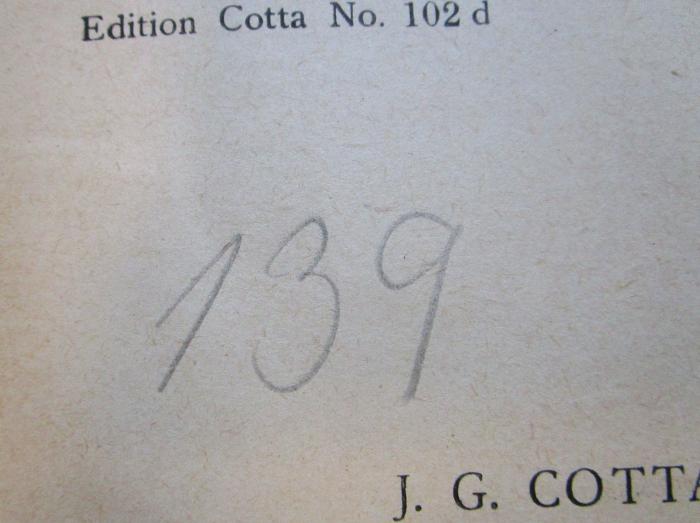 Edition Cotta No. 102 d
139
J. G. COTTA